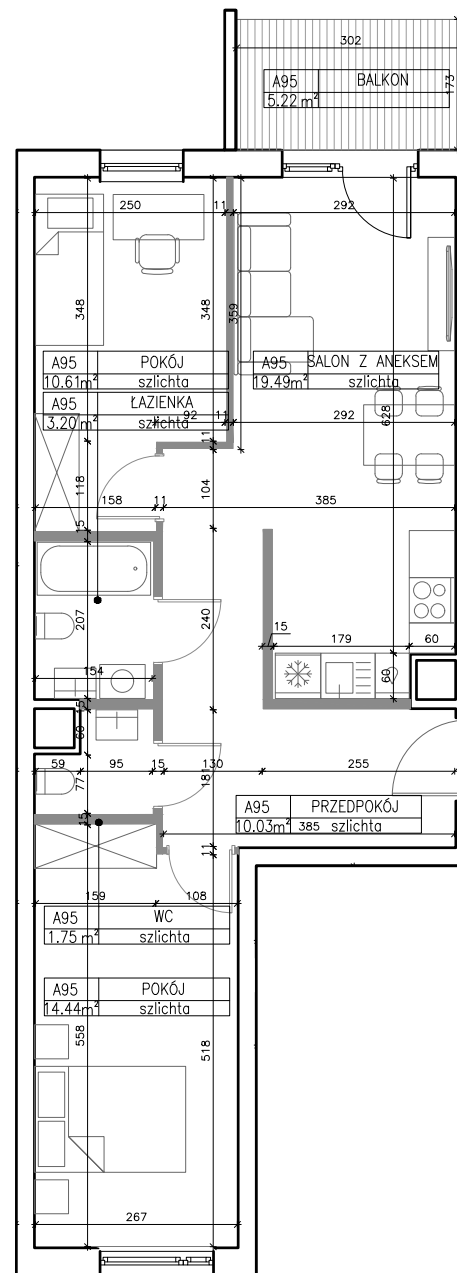 302
A95 BALKON
5.22 m² 173
250 11 292
348 348 359
A95 POKÓJ
10.61m² szlichta
A95 SALON Z ANEKSEM
19.49m² szlichta
A95 ŁAZIENKA
3.20 m² szlichta
92 11 292
628
11
118 104
158 11 385
15
207 240
15 179 60
154 60
15
60
59 95 15 130 255
77 181
A95 PRZEDPOKÓJ
10.03m² 385 szlichta
15
11
159 108
A95 WC
1.75 m² szlichta
A95 POKÓJ
14.44m² szlichta
558 518
267